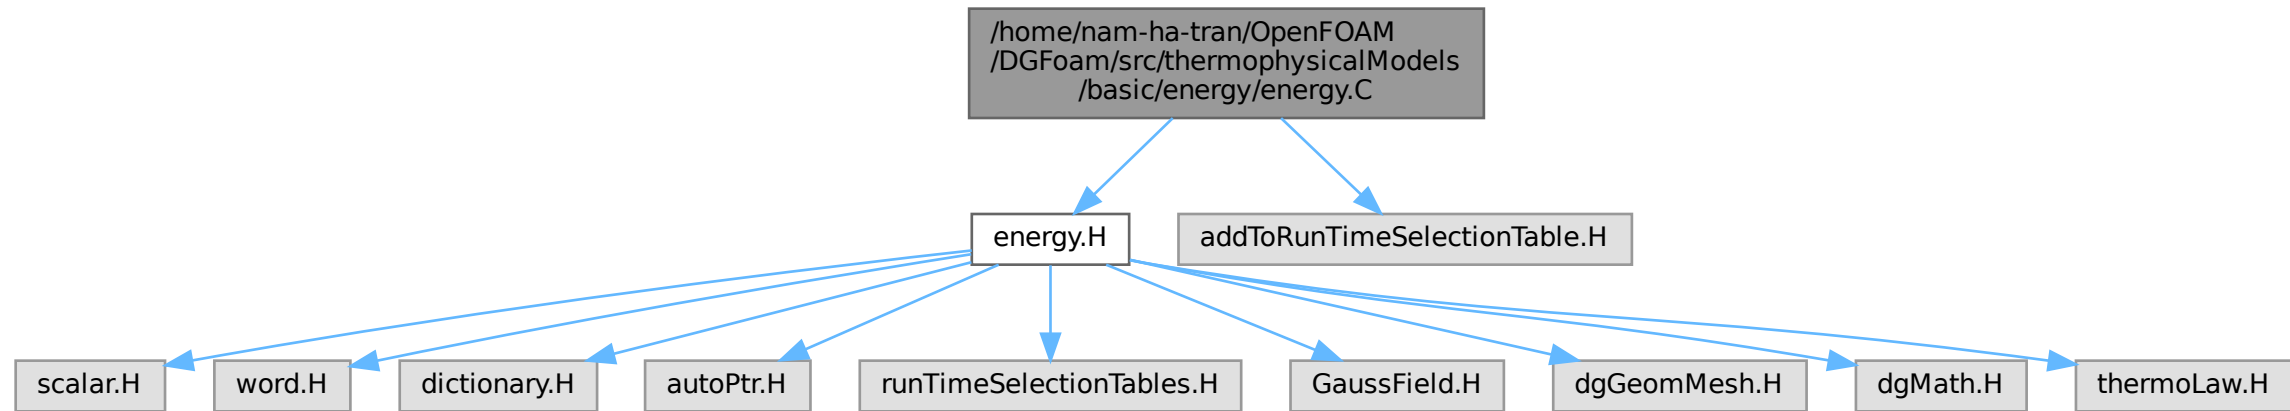 /home/nam-ha-tran/OpenFOAM
/DGFoam/src/thermophysicalModels
/basic/energy/energy.C
energy.H
addToRunTimeSelectionTable.H
scalar.H
word.H
dictionary.H
autoPtr.H
runTimeSelectionTables.H
GaussField.H
dgGeomMesh.H
dgMath.H
thermoLaw.H